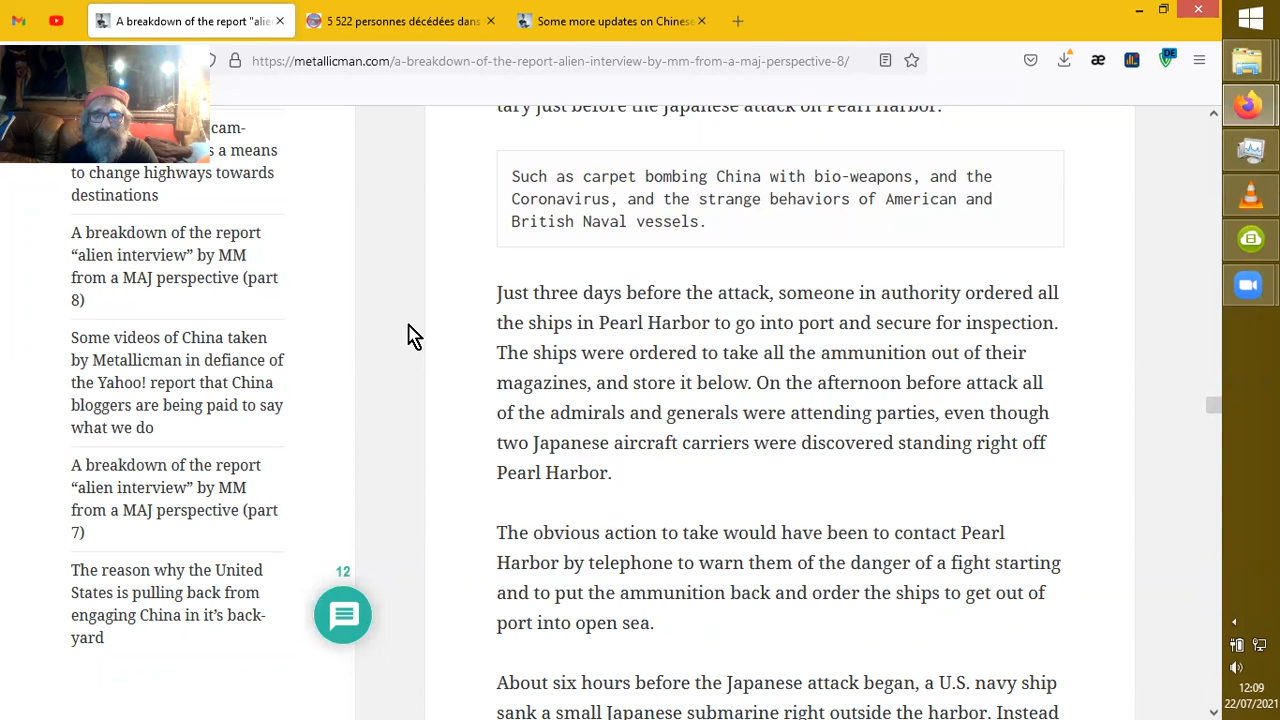 A breakdown of the report "alie
5 522 personnes décédées dans
Some more updates on Chinese
https://metallicman.com/a-breakdown-of-the-report-alien-interview-by-mm-from-a-maj-perspective-8/
DE
cam-
s a means
to change highways towards
destinations
A breakdown of the report
“alien interview” by MM
from a MAJ perspective (part
8)
Some videos of China taken
by Metallicman in defiance of
the Yahoo! report that China
bloggers are being paid to say
what we do
A breakdown of the report
“alien interview” by MM
from a MAJ perspective (part
7)
The reason why the United
States is pulling back from
engaging China in it’s back-
yard
12
tary just before the Japanese attack on Pearl Harbor.
Such as carpet bombing China with bio-weapons, and the
Coronavirus, and the strange behaviors of American and
British Naval vessels.
Just three days before the attack, someone in authority ordered all
the ships in Pearl Harbor to go into port and secure for inspection.
The ships were ordered to take all the ammunition out of their
magazines, and store it below. On the afternoon before attack all
of the admirals and generals were attending parties, even though
two Japanese aircraft carriers were discovered standing right off
Pearl Harbor.
The obvious action to take would have been to contact Pearl
Harbor by telephone to warn them of the danger of a fight starting
and to put the ammunition back and order the ships to get out of
port into open sea.
About six hours before the Japanese attack began, a U.S. navy ship
sank a small Japanese submarine right outside the harbor. Instead
12:09
22/07/2021